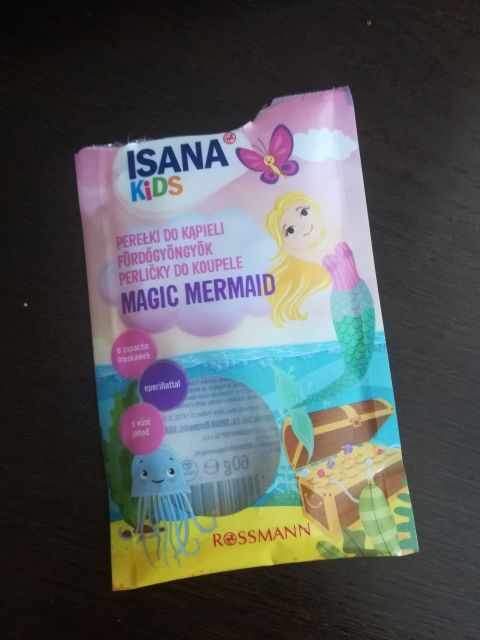 ISANA
KiDS
PEREŁKI DO KĄPIELI
FÜRDŐGYÖNGYÖK
PERLIČKY DO KOUPELE
MAGIC MERMAID
o zapachu
truskawek
eperillattal
s vůní
jahod
60g
ROSSMANN